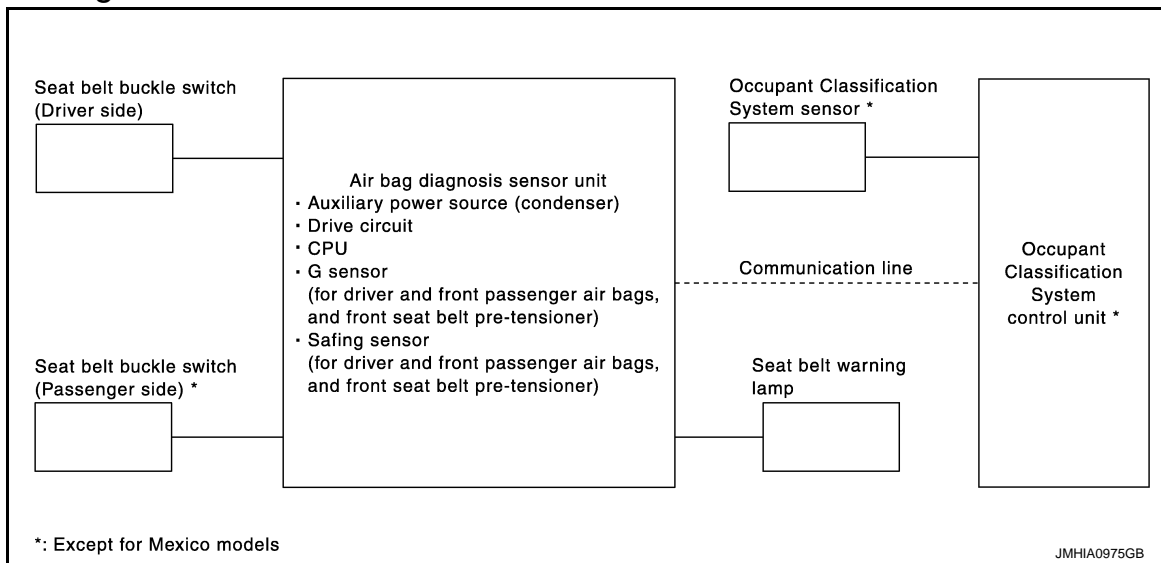 Seat belt buckle switch
(Driver side)
Air bag diagnosis sensor unit
· Auxiliary power source (condenser)
· Drive circuit
· CPU
· G sensor
(for driver and front passenger air bags,
and front seat belt pre-tensioner)
· Safing sensor
(for driver and front passenger air bags,
and front seat belt pre-tensioner)
Seat belt buckle switch
(Passenger side) *
Occupant Classification
System sensor *
Communication line
Seat belt warning
lamp
Occupant
Classification
System
control unit *
*: Except for Mexico models
JMHIA0975GB